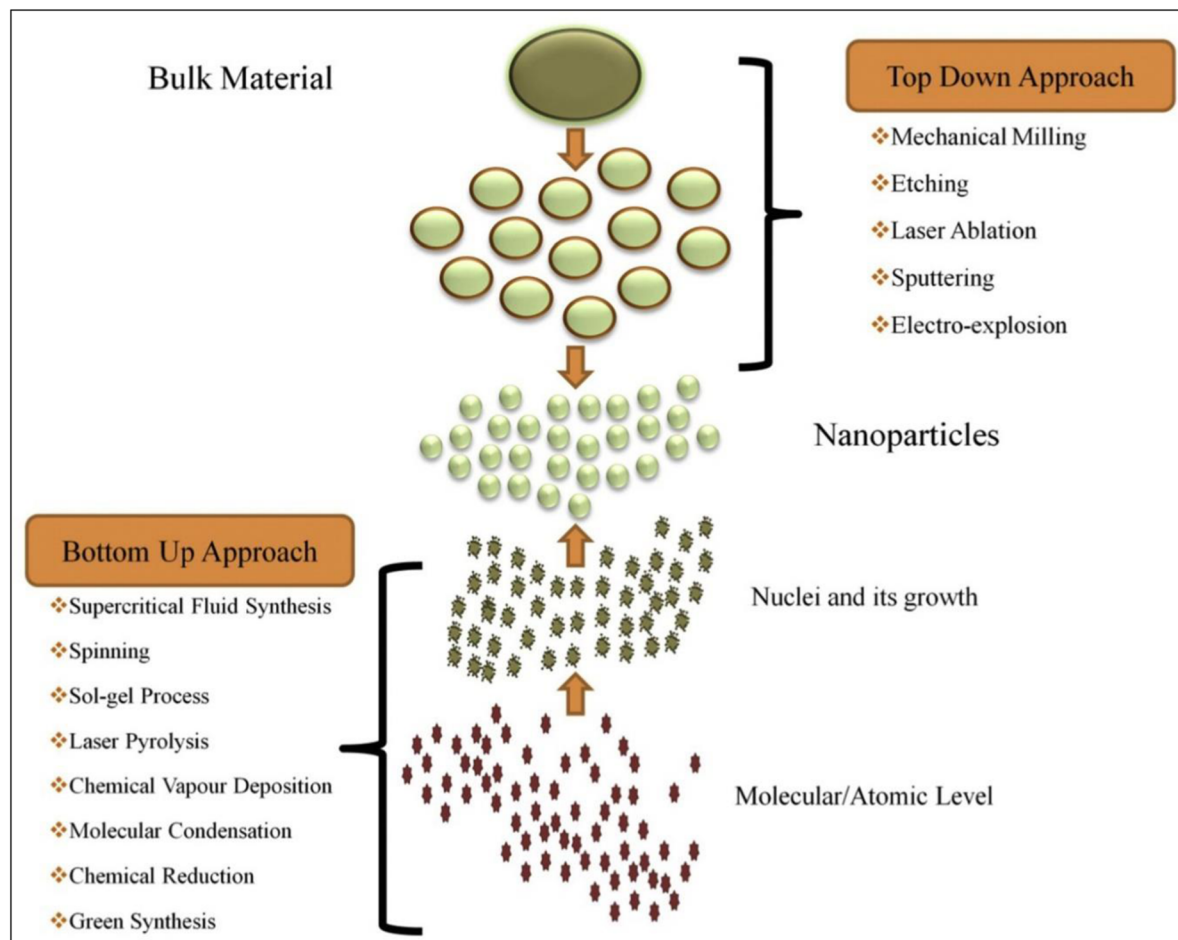 Bulk Material
Top Down Approach
❖Mechanical Milling
❖Etching
❖Laser Ablation
❖Sputtering
❖Electro-explosion
Nanoparticles
Bottom Up Approach
❖Supercritical Fluid Synthesis
❖Spinning
❖Sol-gel Process
❖Laser Pyrolysis
❖Chemical Vapour Deposition
❖Molecular Condensation
❖Chemical Reduction
❖Green Synthesis
Nuclei and its growth
Molecular/Atomic Level